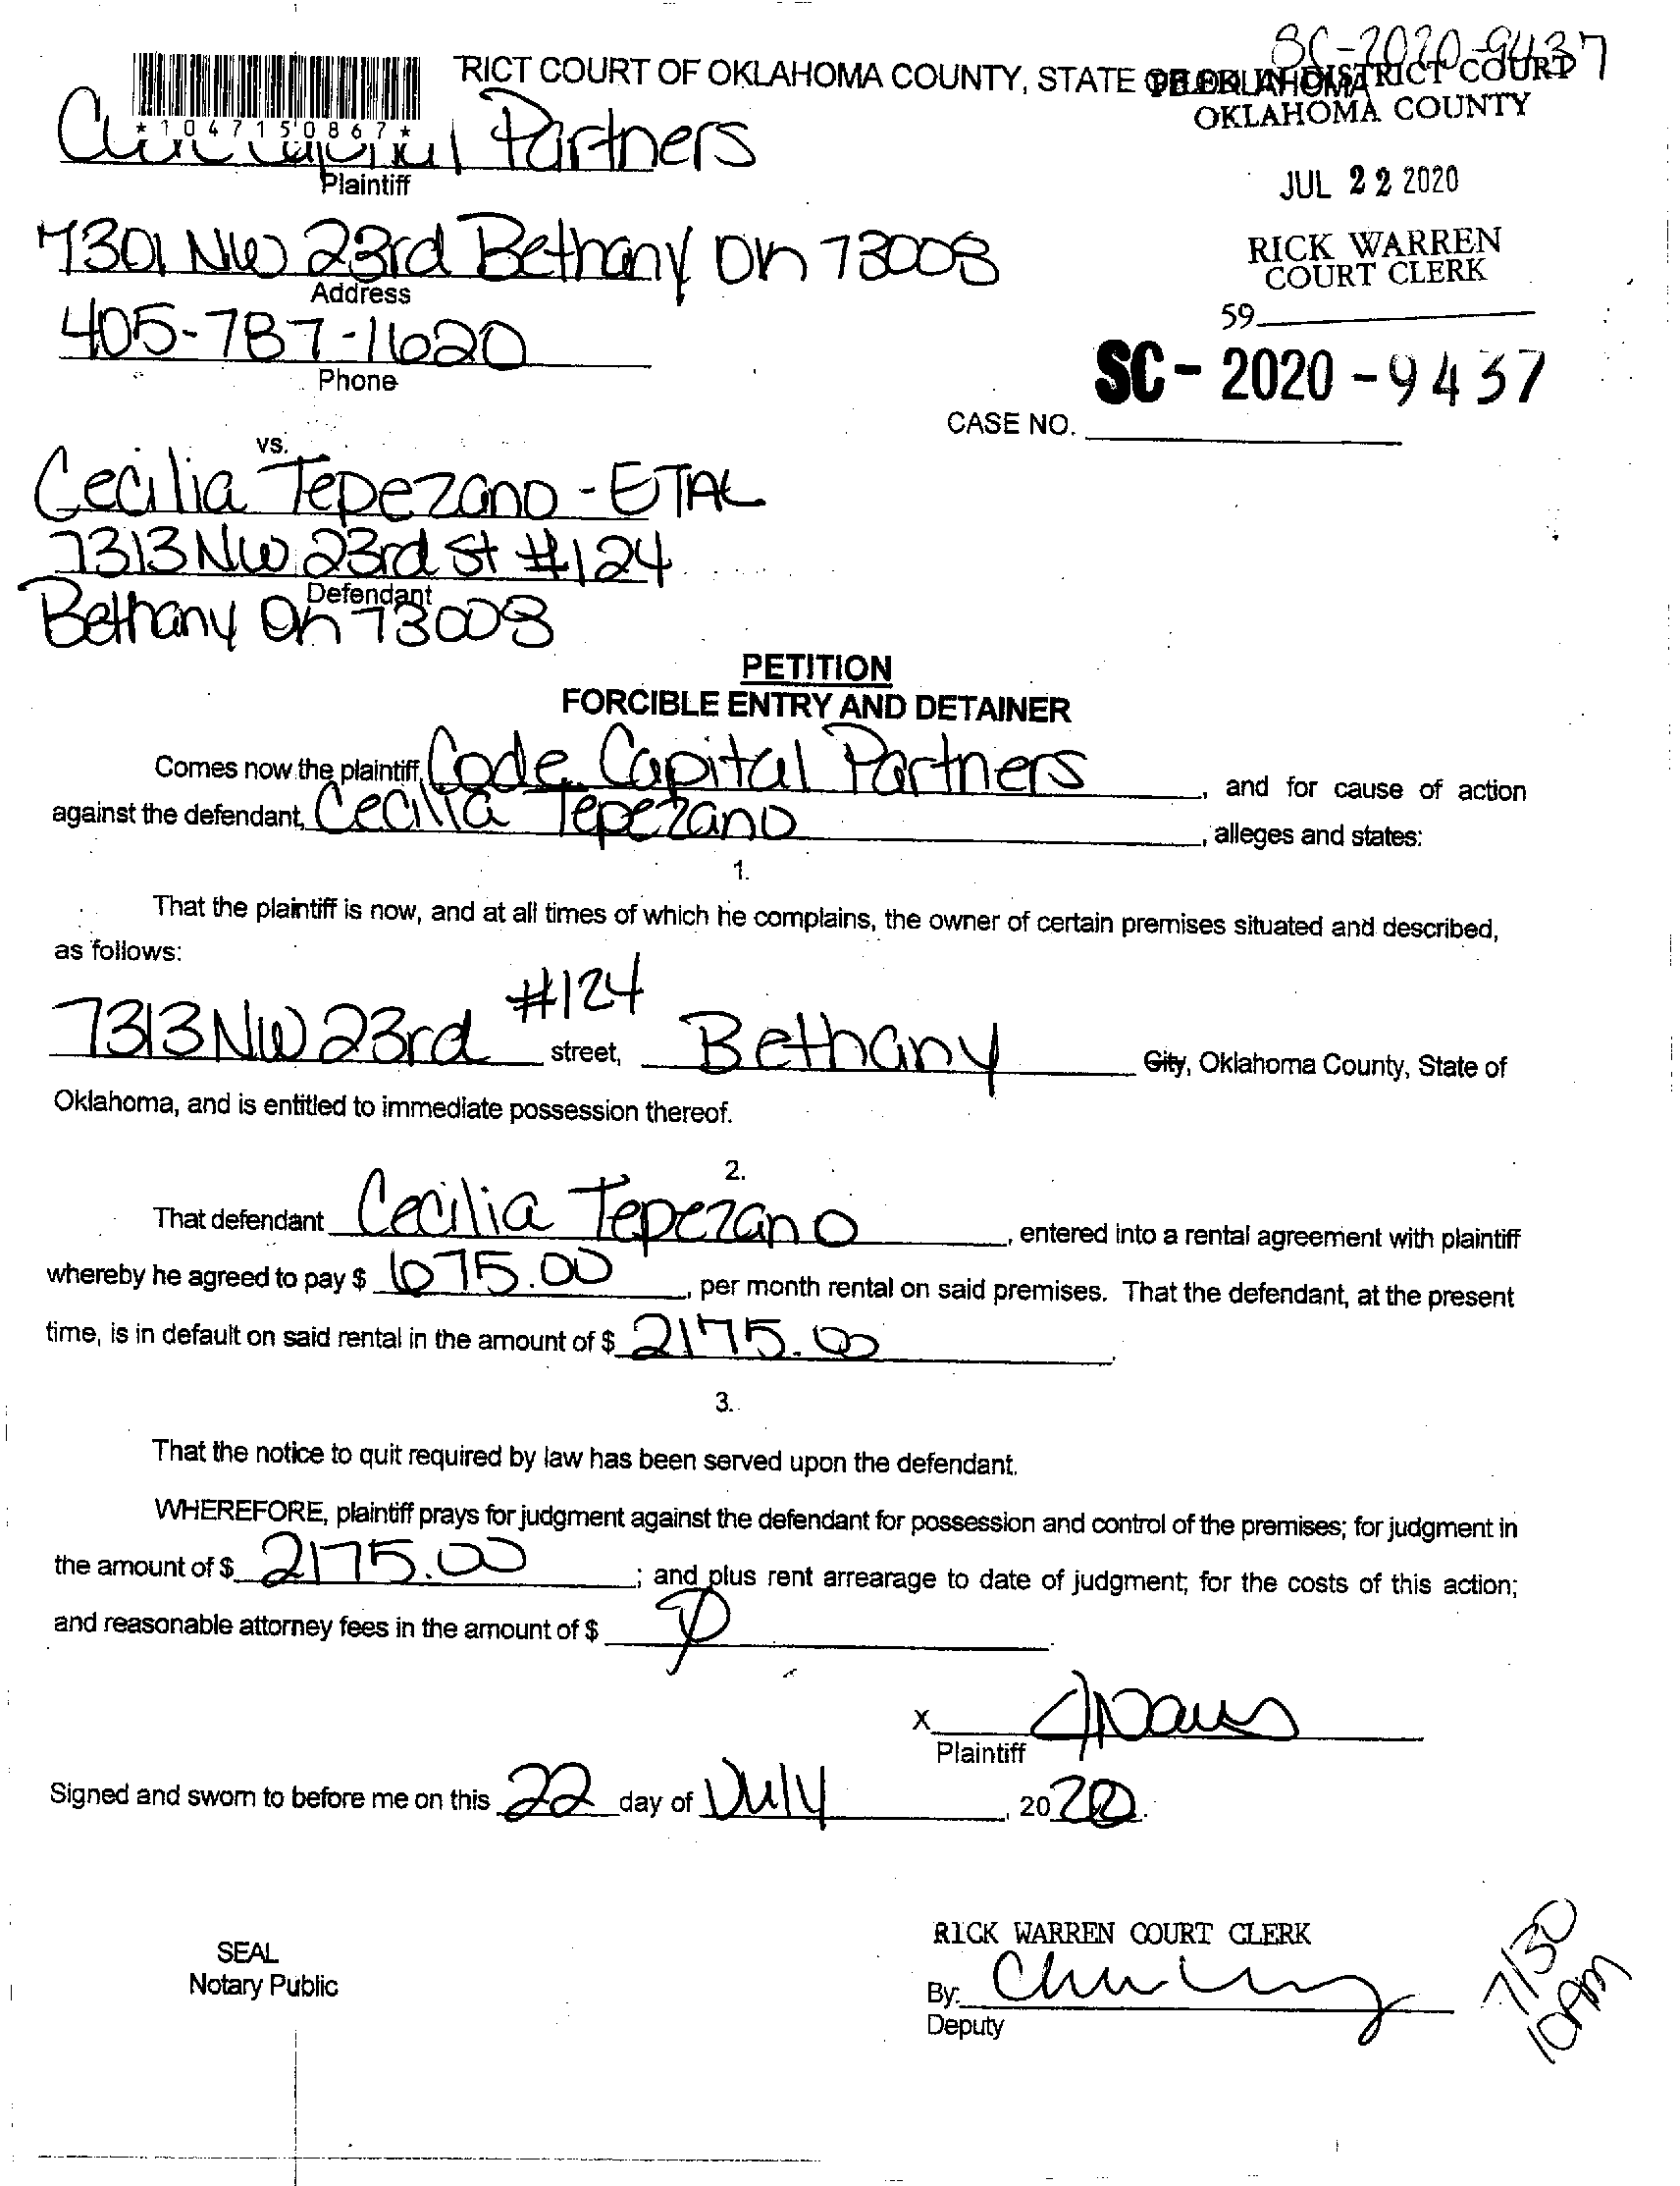 SC-2020-9437
RICT COURT OF OKLAHOMA COUNTY, STATE OF OKLAHOMA
FILED IN DISTRICT COURT
OKLAHOMA COUNTY
*1047150867*
Capital Partners
Plaintiff
JUL 22 2020
7301 NW 23rd Bethany OK 73008
Address
RICK WARREN
COURT CLERK
405-787-1620
Phone
59
SC-2020-9437
CASE NO.
vs.
Cecilia Tepezano - ETAL
7313 NW 23rd St #124
Defendant
Bethany OK 73008
PETITION
FORCIBLE ENTRY AND DETAINER
Comes now the plaintiff, Code Capital Partners, and for cause of action
against the defendant, Cecilia Tepezano, alleges and states:
1.
That the plaintiff is now, and at all times of which he complains, the owner of certain premises situated and described,
as follows:
7313 NW 23rd #124 street, Bethany City, Oklahoma County, State of
Oklahoma, and is entitled to immediate possession thereof.
2.
That defendant Cecilia Tepezano, entered into a rental agreement with plaintiff
whereby he agreed to pay $ 675.00, per month rental on said premises. That the defendant, at the present
time, is in default on said rental in the amount of $ 2175.00.
3.
That the notice to quit required by law has been served upon the defendant.
WHEREFORE, plaintiff prays for judgment against the defendant for possession and control of the premises; for judgment in
the amount of $ 2175.00; and plus rent arrearage to date of judgment; for the costs of this action;
and reasonable attorney fees in the amount of $
X
Plaintiff
Signed and sworn to before me on this 22 day of July, 2020.
RICK WARREN COURT CLERK
SEAL
Notary Public
By:
Deputy
7/30
10AM